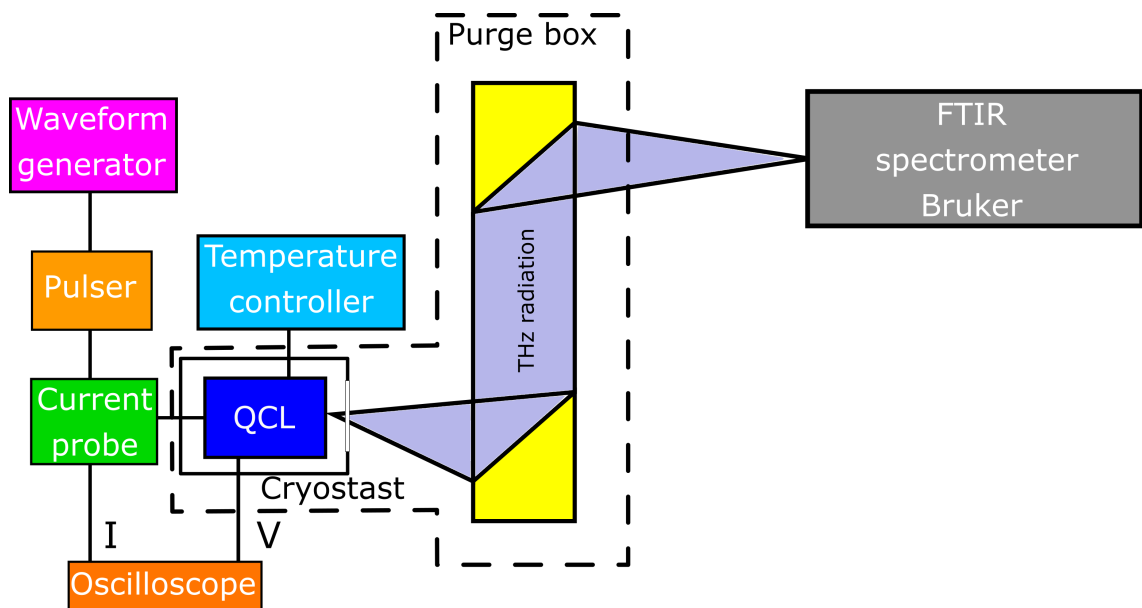 Purge box
Waveform
generator
FTIR
spectrometer
Bruker
Pulser
Temperature
controller
THz radiation
Current
probe
QCL
Cryostast
I
V
Oscilloscope